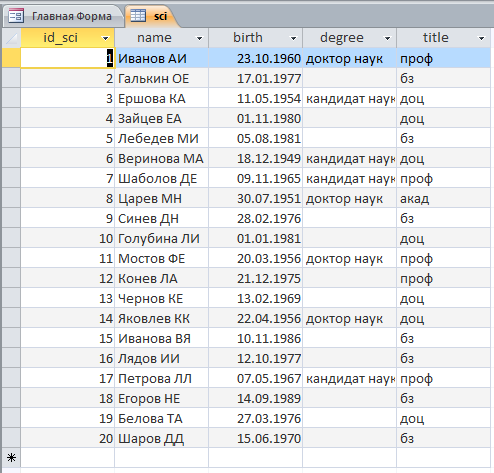 Главная Форма sci
id_sci name birth degree title
1 Иванов АИ 23.10.1960 доктор наук проф
2 Галькин ОЕ 17.01.1977 бз
3 Ершова КА 11.05.1954 кандидат наук доц
4 Зайцев ЕА 01.11.1980 доц
5 Лебедев МИ 05.08.1981 бз
6 Веринова МА 18.12.1949 кандидат наук доц
7 Шаболов ДЕ 09.11.1965 кандидат наук проф
8 Царев МН 30.07.1951 доктор наук акад
9 Синев ДН 28.02.1976 бз
10 Голубина ЛИ 01.01.1981 доц
11 Мостов ФЕ 20.03.1956 доктор наук проф
12 Конев ЛА 21.12.1975 проф
13 Чернов КЕ 13.02.1969 доц
14 Яковлев КК 22.04.1956 доктор наук доц
15 Иванова ВЯ 10.11.1986 бз
16 Лядов ИИ 12.10.1977 бз
17 Петрова ЛЛ 07.05.1967 кандидат наук проф
18 Егоров НЕ 14.09.1989 бз
19 Белова ТА 27.03.1976 доц
20 Шаров ДД 15.06.1970 бз